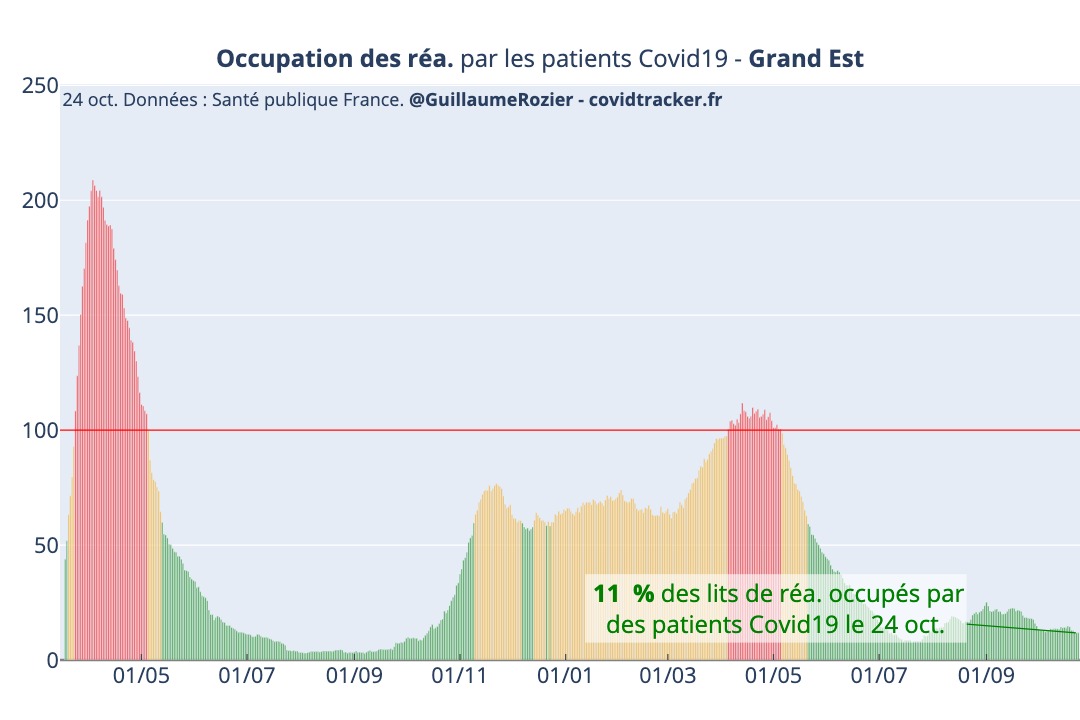 Occupation des réa. par les patients Covid19 - Grand Est
24 oct. Données : Santé publique France. @GuillaumeRozier - covidtracker.fr
250
200
150
100
50
0
11 % des lits de réa. occupés par
des patients Covid19 le 24 oct.
01/05 01/07 01/09 01/11 01/01 01/03 01/05 01/07 01/09